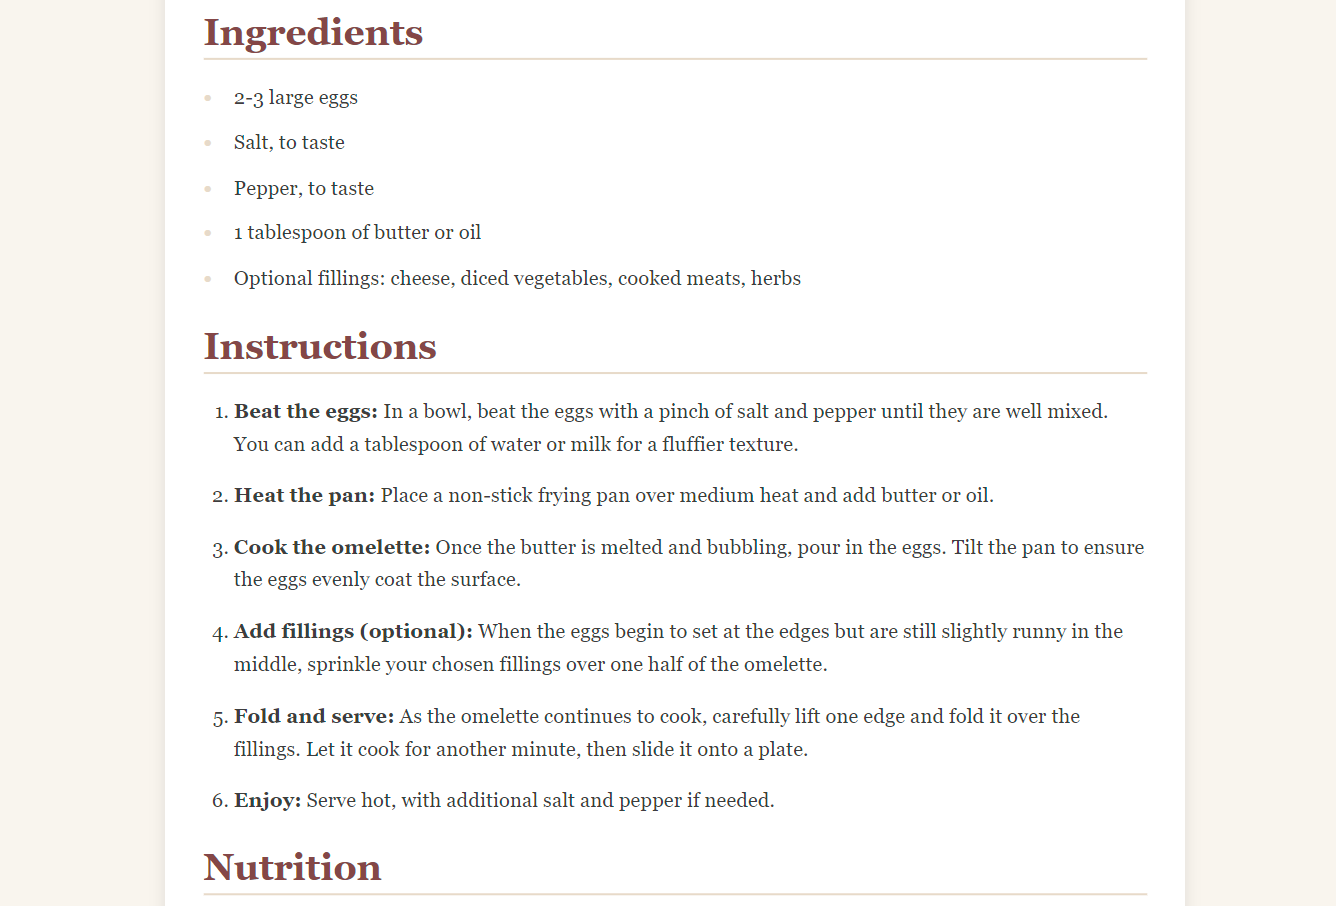 Ingredients
2-3 large eggs
Salt, to taste
Pepper, to taste
1 tablespoon of butter or oil
Optional fillings: cheese, diced vegetables, cooked meats, herbs
Instructions
1. Beat the eggs: In a bowl, beat the eggs with a pinch of salt and pepper until they are well mixed.
You can add a tablespoon of water or milk for a fluffier texture.
2. Heat the pan: Place a non-stick frying pan over medium heat and add butter or oil.
3. Cook the omelette: Once the butter is melted and bubbling, pour in the eggs. Tilt the pan to ensure
the eggs evenly coat the surface.
4. Add fillings (optional): When the eggs begin to set at the edges but are still slightly runny in the
middle, sprinkle your chosen fillings over one half of the omelette.
5. Fold and serve: As the omelette continues to cook, carefully lift one edge and fold it over the
fillings. Let it cook for another minute, then slide it onto a plate.
6. Enjoy: Serve hot, with additional salt and pepper if needed.
Nutrition